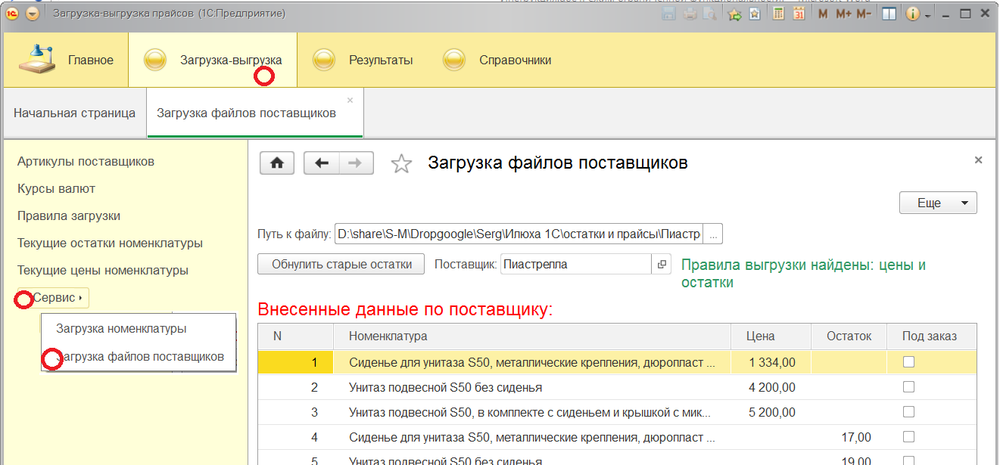 Загрузка-выгрузка прайсов (1С:Предприятие)
31 M M+ M-
Главное Загрузка-выгрузка Результаты Справочники
Начальная страница Загрузка файлов поставщиков
Артикулы поставщиков
Курсы валют
Правила загрузки
Текущие остатки номенклатуры
Текущие цены номенклатуры
Сервис
Загрузка номенклатуры
Загрузка файлов поставщиков
Загрузка файлов поставщиков
Еще
Путь к файлу: D:\share\S-M\Dropgoogle\Serg\Илюха 1С\остатки и прайсы\Пиастр ...
Обнулить старые остатки Поставщик: Пиастрелла
Правила выгрузки найдены: цены и
остатки
Внесенные данные по поставщику:
N Номенклатура Цена Остаток Под заказ
1 Сиденье для унитаза S50, металлические крепления, дюропласт ... 1 334,00
2 Унитаз подвесной S50 без сиденья 4 200,00
3 Унитаз подвесной S50, в комплекте с сиденьем и крышкой с мик... 5 200,00
4 Сиденье для унитаза S50, металлические крепления, дюропласт ... 17,00
5 Унитаз подвесной S50 без сиденья 19,00